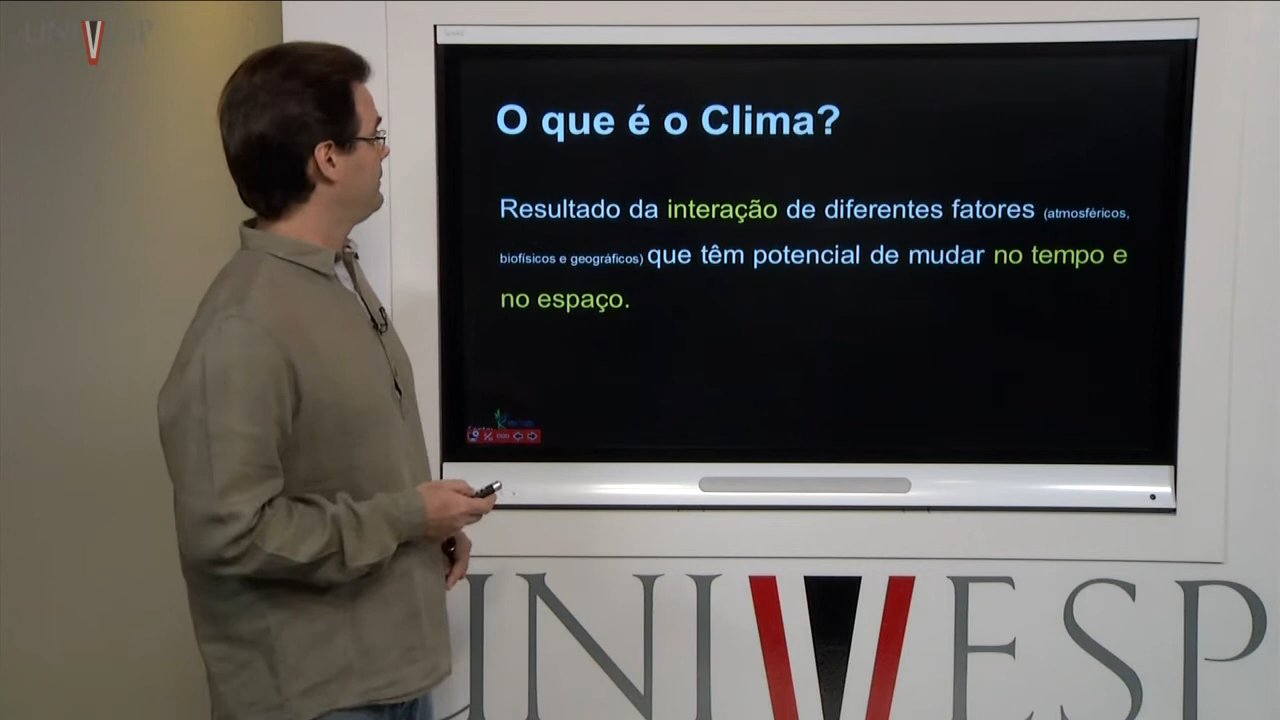 UNIVESP
O que é o Clima?
Resultado da interação de diferentes fatores (atmosféricos,
biofísicos e geográficos) que têm potencial de mudar no tempo e
no espaço.
UNIVESP